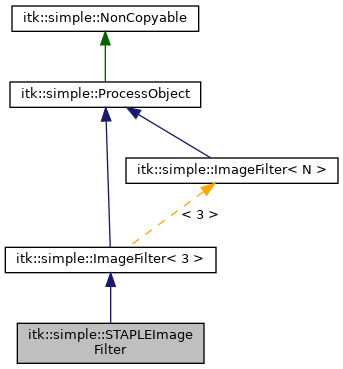 itk::simple::NonCopyable
itk::simple::ProcessObject
itk::simple::ImageFilter< N >
< 3 >
itk::simple::ImageFilter< 3 >
itk::simple::STAPLEImage
Filter